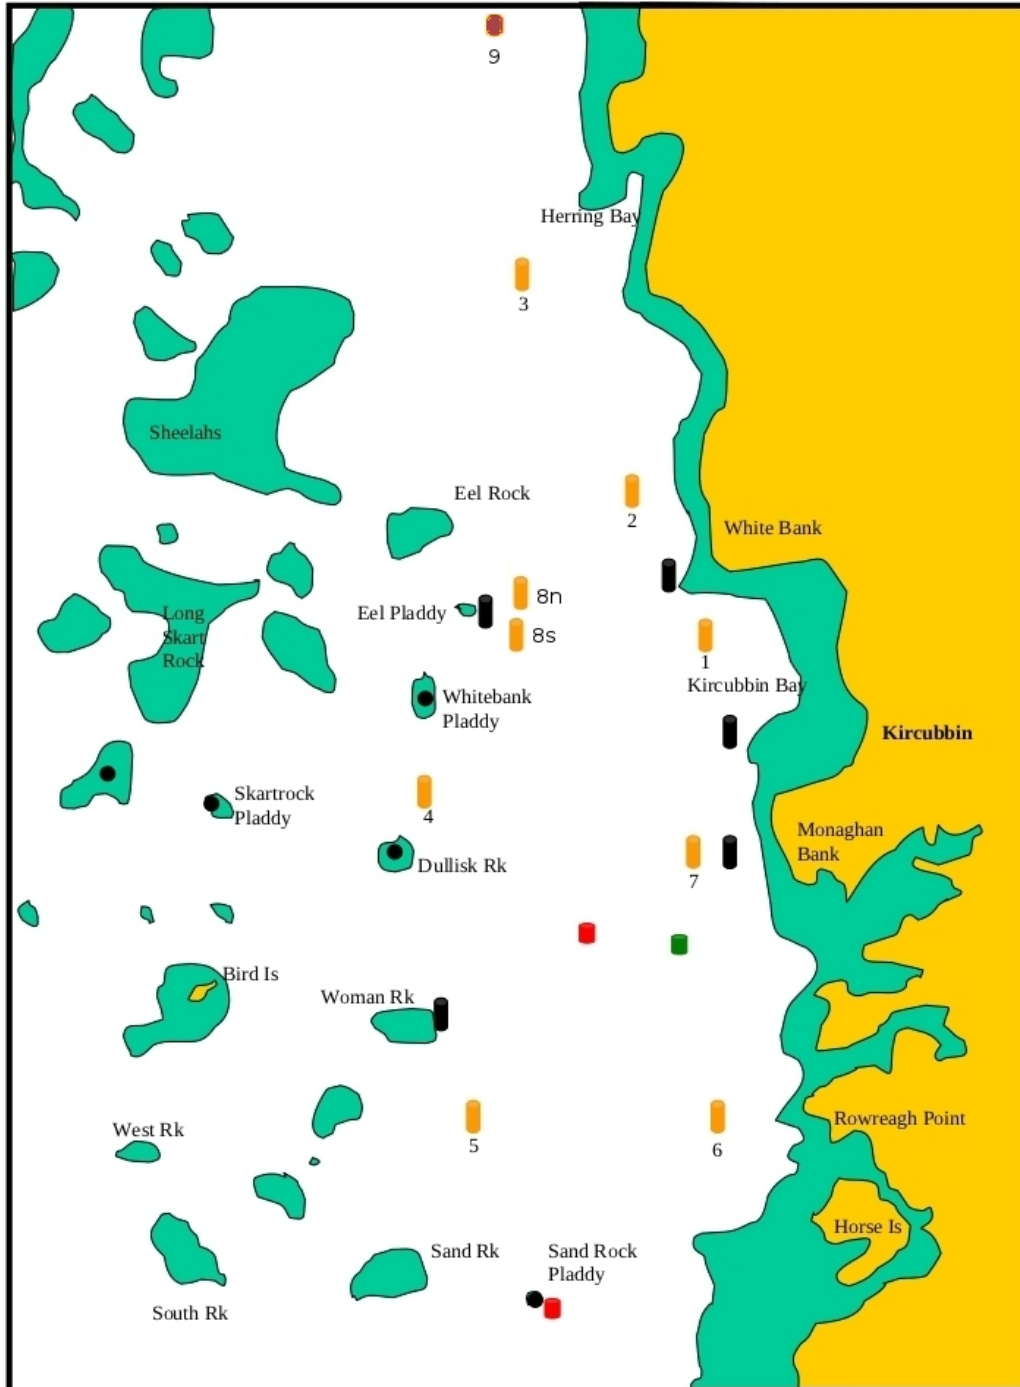 9
Herring Bay
3
Sheelahs
Eel Rock
2
White Bank
8n
Eel Pladdy
8s
Long
Skart
Rock
1
Kircubbin Bay
Whitebank
Pladdy
Kircubbin
Skartrock
Pladdy
4
Monaghan
Bank
Dullisk Rk
7
Bird Is
Woman Rk
West Rk
5
6
Rowreagh Point
Horse Is
Sand Rk
Sand Rock
Pladdy
South Rk